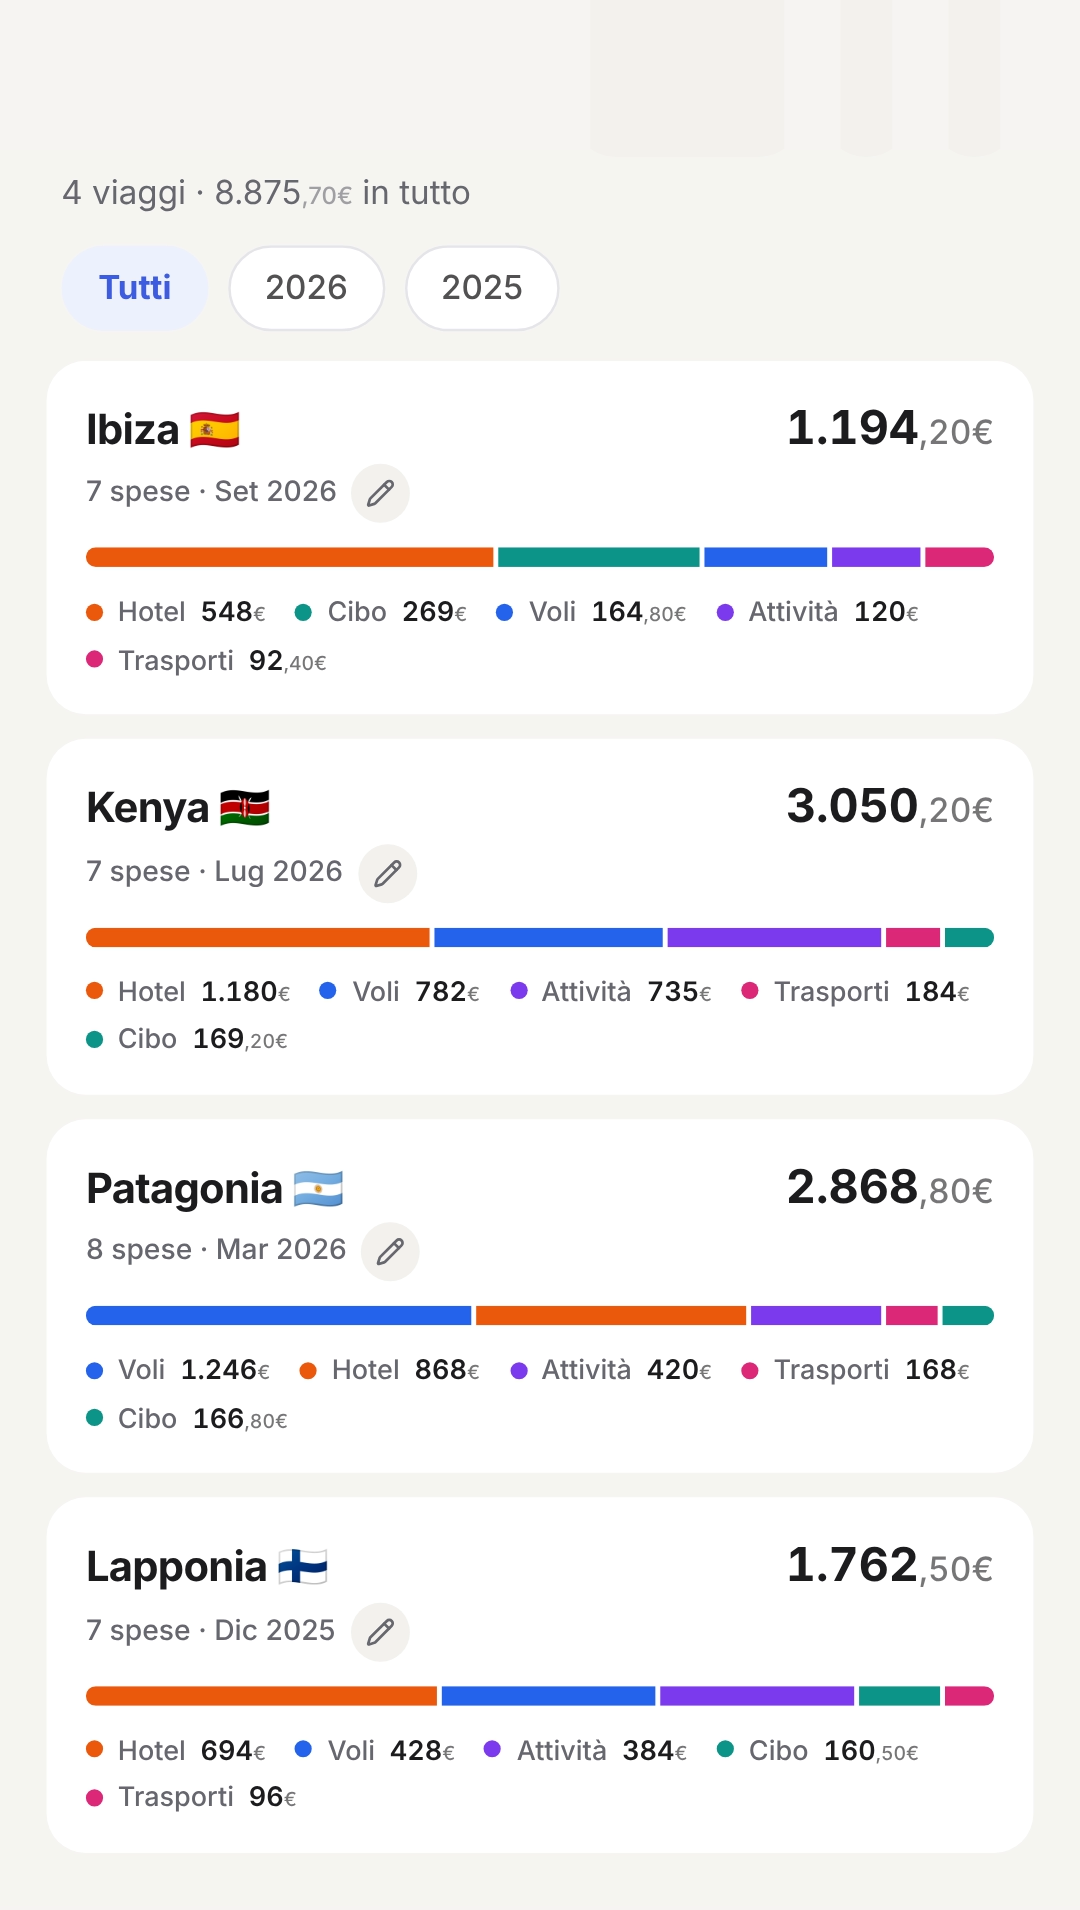 4 viaggi · 8.875,70€ in tutto
Tutti 2026 2025
Ibiza 🇪🇸 1.194,20€
7 spese · Set 2026
Hotel 548€ Cibo 269€ Voli 164,80€ Attività 120€
Trasporti 92,40€
Kenya 🇰🇪 3.050,20€
7 spese · Lug 2026
Hotel 1.180€ Voli 782€ Attività 735€ Trasporti 184€
Cibo 169,20€
Patagonia 🇦🇷 2.868,80€
8 spese · Mar 2026
Voli 1.246€ Hotel 868€ Attività 420€ Trasporti 168€
Cibo 166,80€
Lapponia 🇫🇮 1.762,50€
7 spese · Dic 2025
Hotel 694€ Voli 428€ Attività 384€ Cibo 160,50€
Trasporti 96€